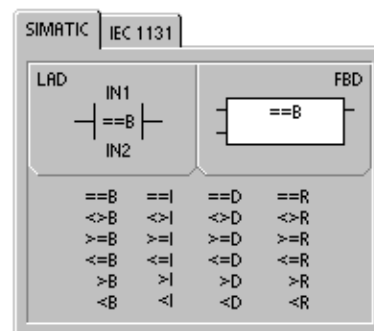 SIMATIC IEC 1131
LAD FBD
IN1
==B ==B
IN2
==B ==I ==D ==R
<>B <>I <>D <>R
>=B >=I >=D >=R
<=B <=I <=D <=R
>B >I >D >R
<B <I <D <R